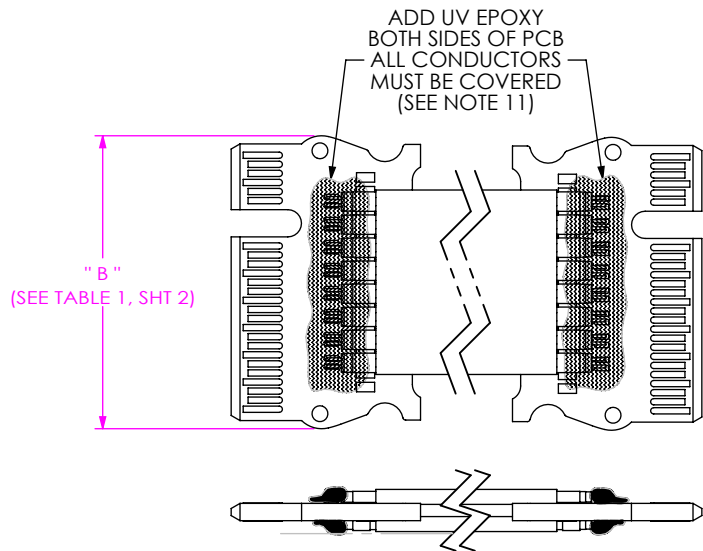 ADD UV EPOXY
BOTH SIDES OF PCB
ALL CONDUCTORS
MUST BE COVERED
(SEE NOTE 11)
" B "
(SEE TABLE 1, SHT 2)